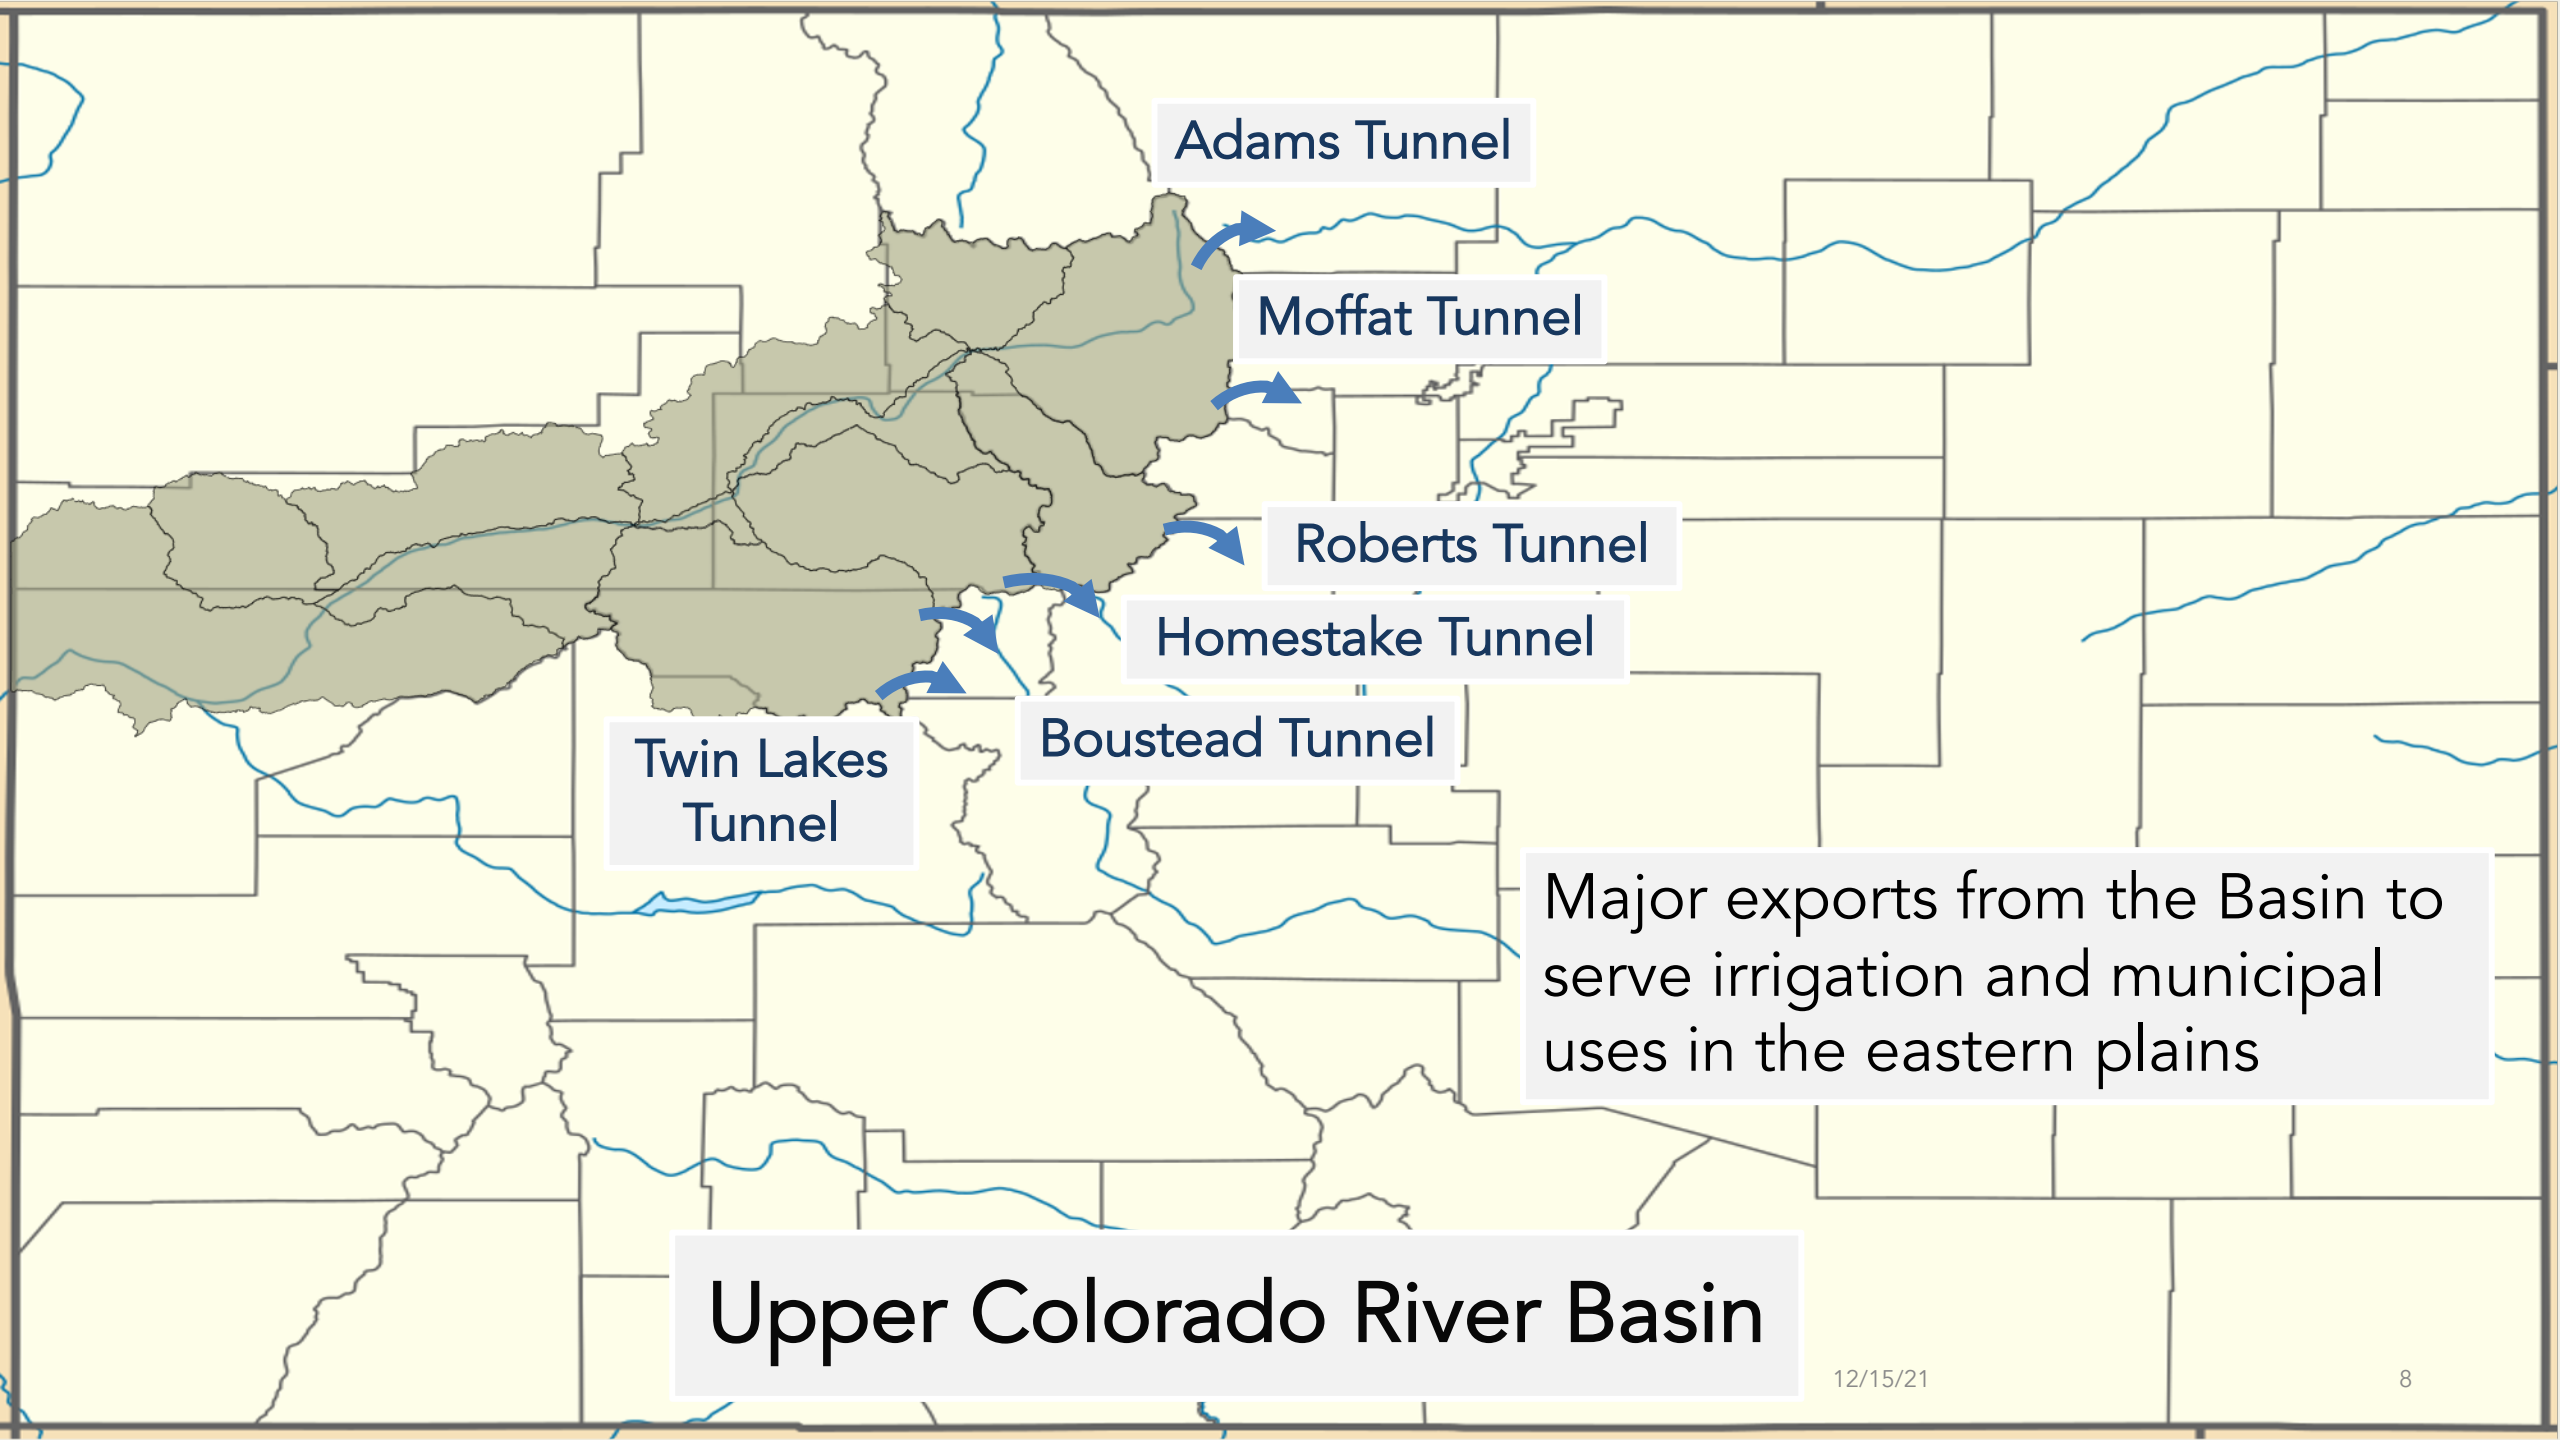 Adams Tunnel
Moffat Tunnel
Roberts Tunnel
Homestake Tunnel
Boustead Tunnel
Twin Lakes
Tunnel
Major exports from the Basin to
serve irrigation and municipal
uses in the eastern plains
Upper Colorado River Basin
12/15/21
8